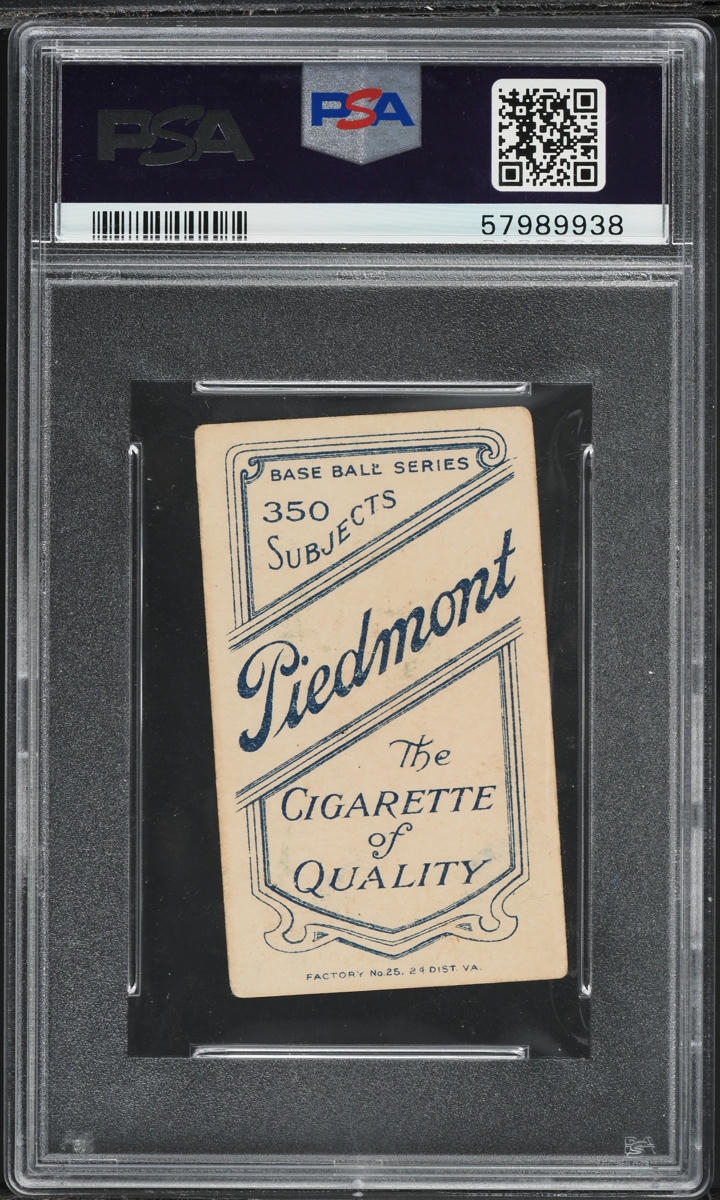 PSA
PSA
57989938
BASE BALL SERIES
350
SUBJECTS
Piedmont
The
CIGARETTE
of
QUALITY
FACTORY No.25, 2d DIST. VA.
PSA